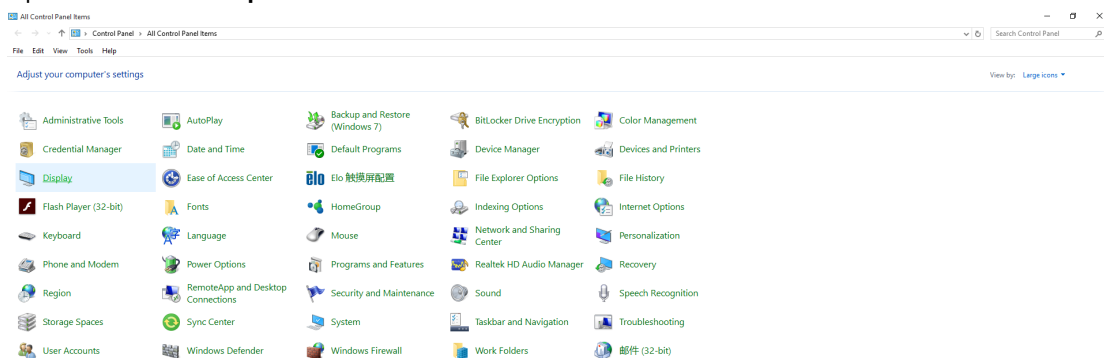 All Control Panel Items
Control Panel › All Control Panel Items
Search Control Panel
File Edit View Tools Help
Adjust your computer's settings
View by: Large icons
Administrative Tools
AutoPlay
Backup and Restore
(Windows 7)
BitLocker Drive Encryption
Color Management
Credential Manager
Date and Time
Default Programs
Device Manager
Devices and Printers
Display
Ease of Access Center
elo
Elo 触摸屏配置
File Explorer Options
File History
Flash Player (32-bit)
Fonts
HomeGroup
Indexing Options
Internet Options
Keyboard
Language
Mouse
Network and Sharing
Center
Personalization
Phone and Modem
Power Options
Programs and Features
Realtek HD Audio Manager
Recovery
Region
RemoteApp and Desktop
Connections
Security and Maintenance
Sound
Speech Recognition
Storage Spaces
Sync Center
System
Taskbar and Navigation
Troubleshooting
User Accounts
Windows Defender
Windows Firewall
Work Folders
邮件 (32-bit)